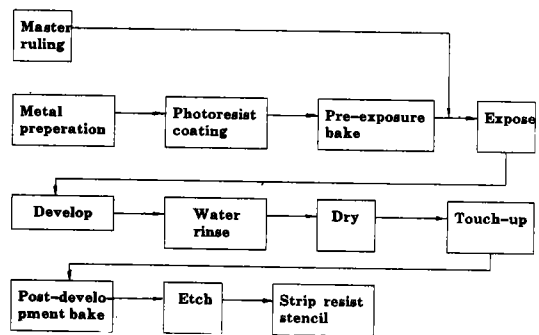 Master
ruling
Metal
preperation
Photoresist
coating
Pre-exposure
bake
Expose
Develop
Water
rinse
Dry
Touch-up
Post-develo
pment bake
Etch
Strip resist
stencil